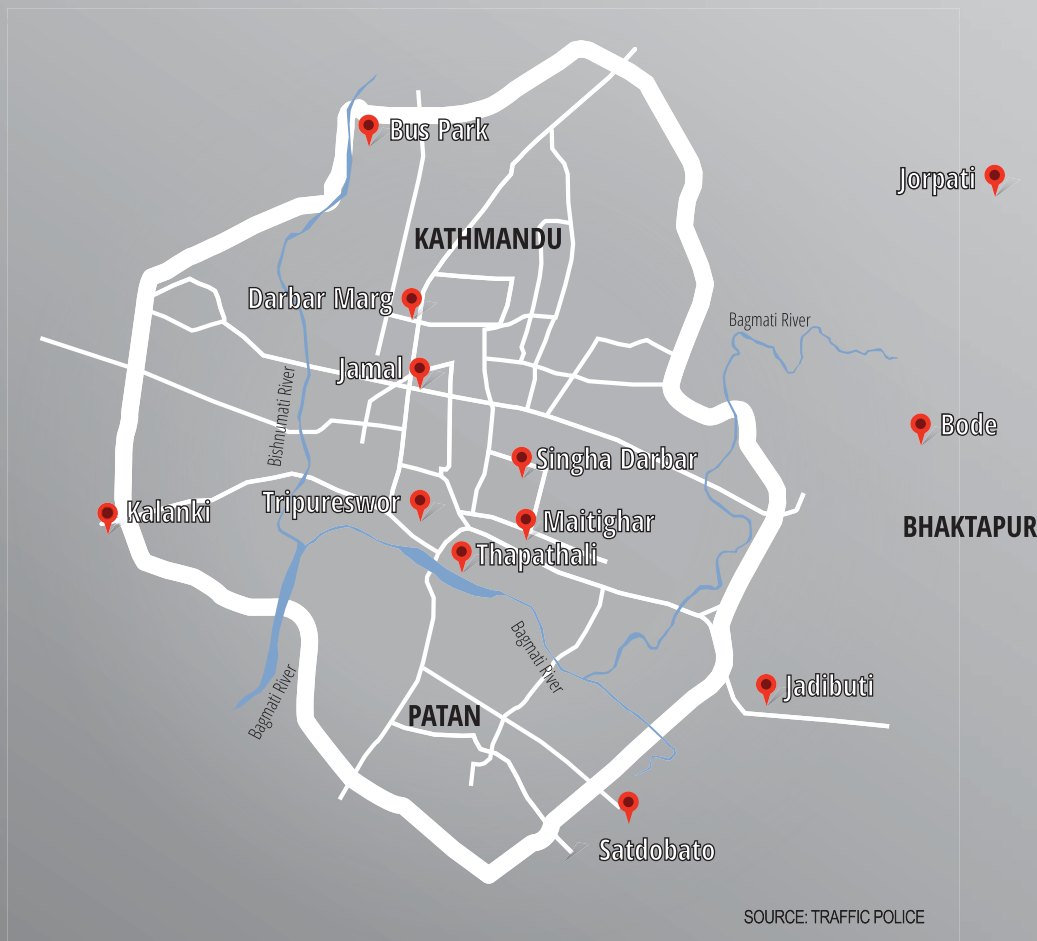 Bus Park
Jorpati
KATHMANDU
Darbar Marg
Bagmati River
Jamal
Bishnumati River
Bode
Singha Darbar
Tripureswor
Kalanki
Maitighar
BHAKTAPUR
Thapathali
Bagmati River
Jadibuti
Bagmati River
PATAN
Satdobato
SOURCE: TRAFFIC POLICE